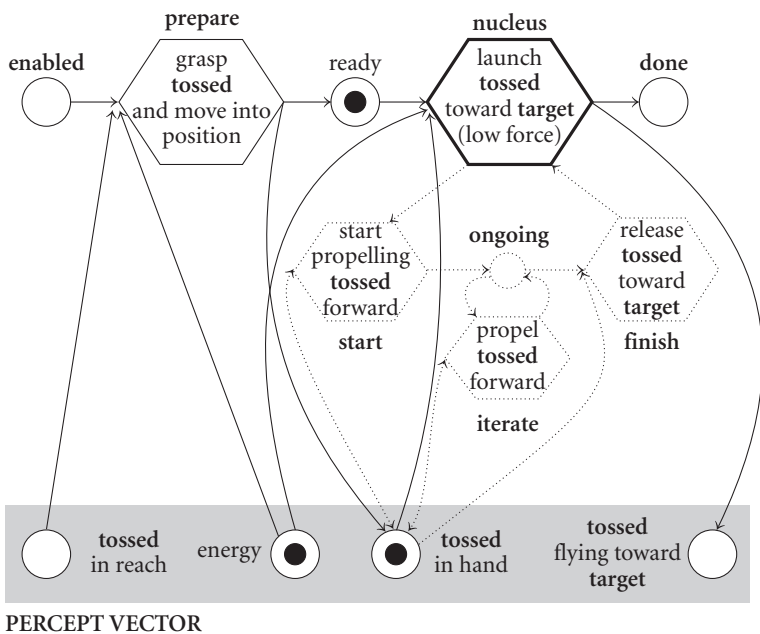 prepare
nucleus
enabled
grasp
tossed
and move into
position
ready
launch
tossed
toward target
(low force)
done
start
propelling
tossed
forward
start
ongoing
propel
tossed
forward
iterate
release
tossed
toward
target
finish
tossed
in reach
energy
tossed
in hand
tossed
flying toward
target
PERCEPT VECTOR